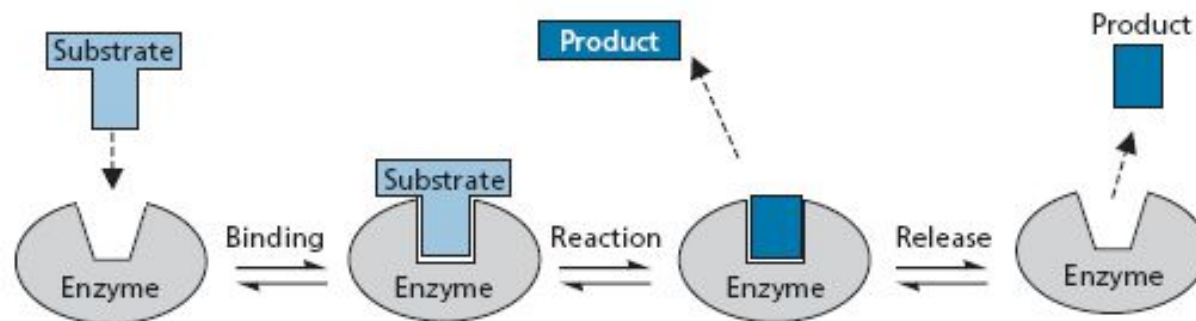 Substrate
Product
Product
Substrate
Binding
Reaction
Release
Enzyme
Enzyme
Enzyme
Enzyme